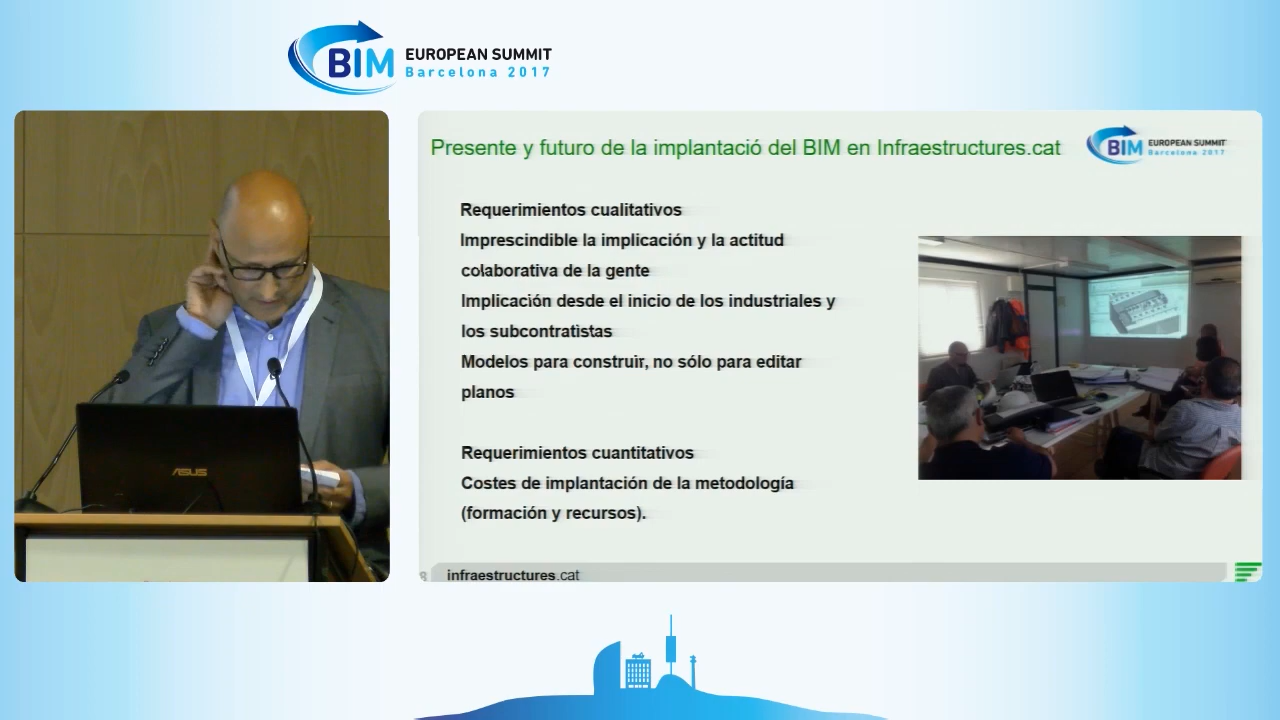 BIM EUROPEAN SUMMIT
Barcelona 2017
Presente y futuro de la implantació del BIM en Infraestructures.cat
BIM EUROPEAN SUMMIT
Barcelona 2017
Requerimientos cualitativos
Imprescindible la implicación y la actitud
colaborativa de la gente
Implicación desde el inicio de los industriales y
los subcontratistas
Modelos para construir, no sólo para editar
planos
Requerimientos cuantitativos
Costes de implantación de la metodología
(formación y recursos).
infraestructures.cat
ASUS